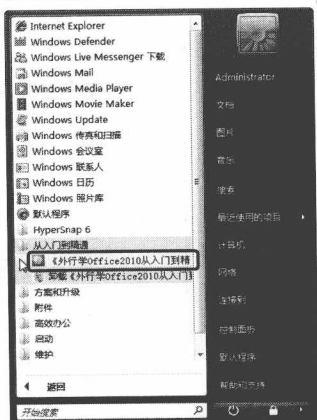 Internet Explorer
Windows Defender
Windows Live Messenger 下载
Windows Mail
Windows Media Player
Windows Movie Maker
Windows Update
Windows 传真和扫描
Windows 会议室
Windows 联系人
Windows 日历
Windows 照片库
默认程序
HyperSnap 6
从入门到精通
《外行学Office2010从入门到精
卸载《外行学Office2010从入门到
方案和升级
附件
高效办公
启动
维护
返回
开始搜索
Administrator
文档
图片
音乐
搜索
最近使用的项目
计算机
网络
连接到
控制面板
默认程序
帮助和支持